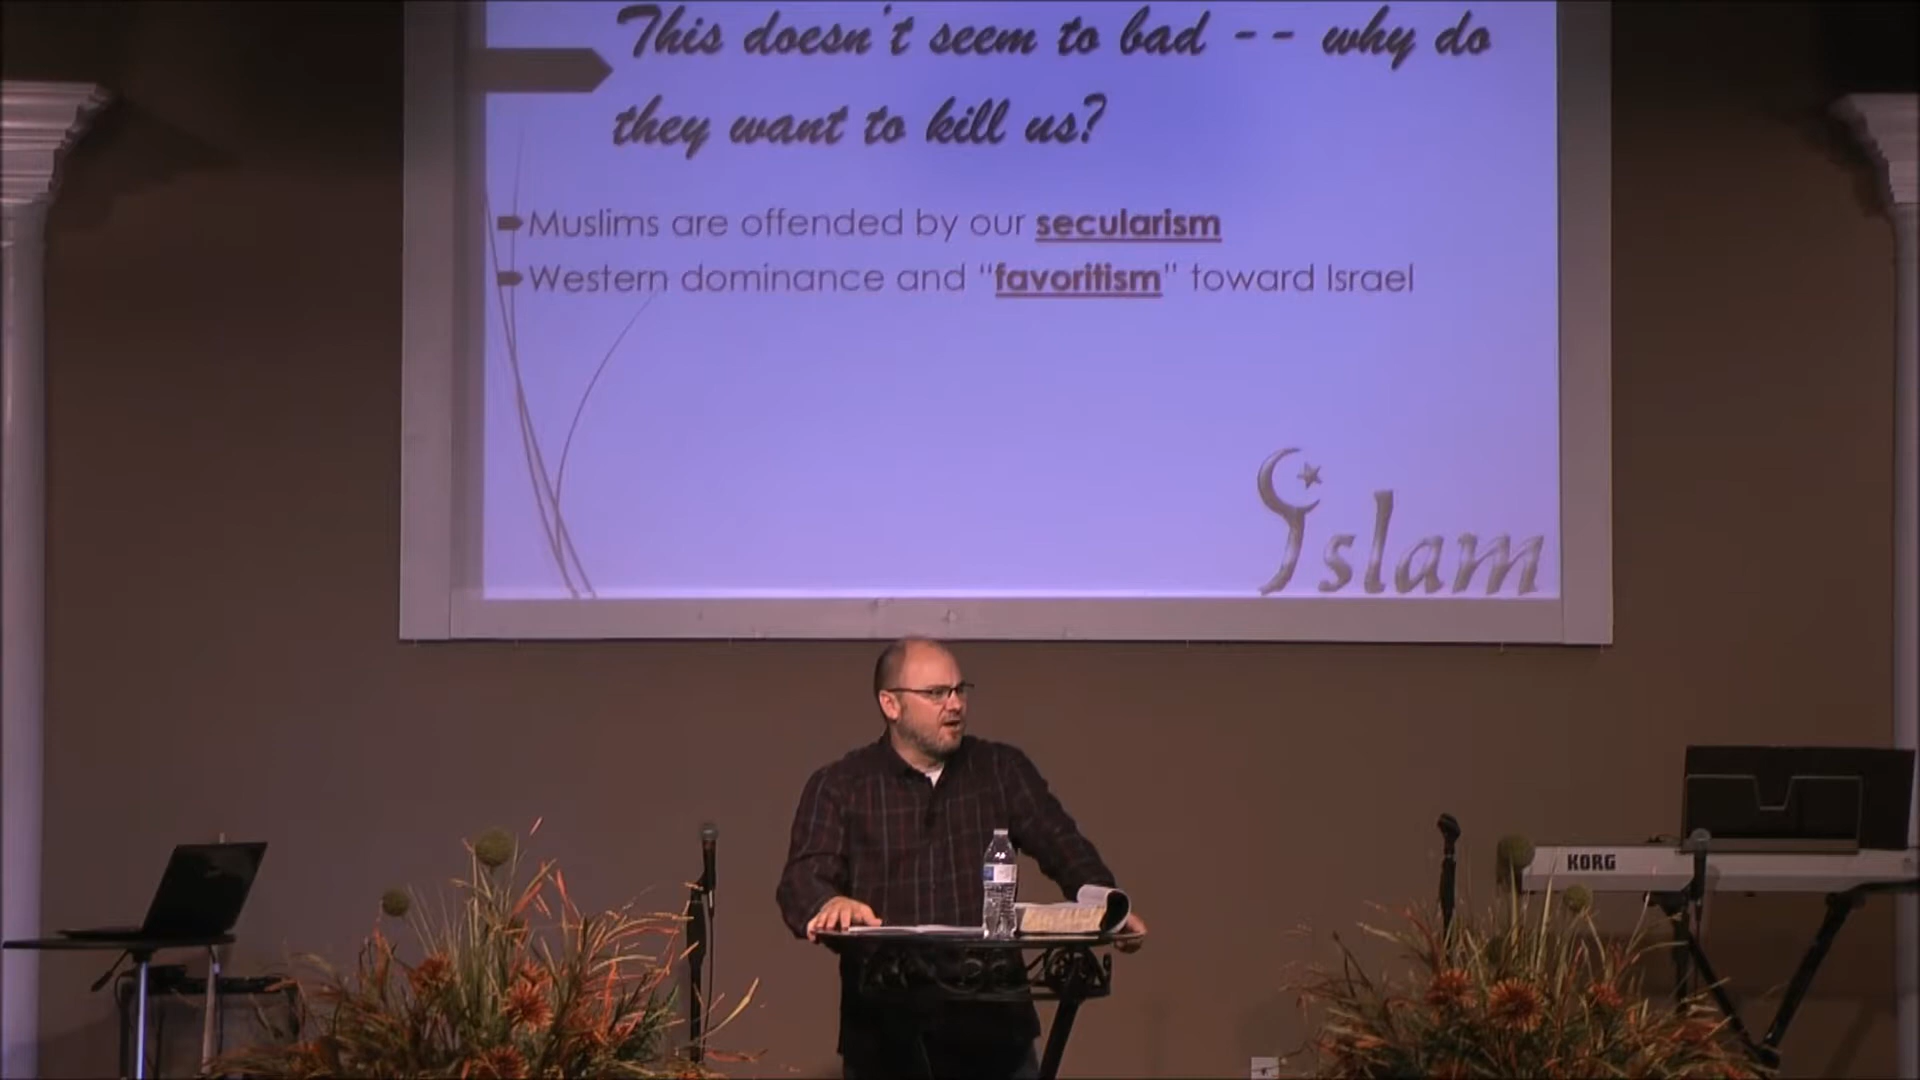 This doesn't seem to bad -- why do
they want to kill us?
Muslims are offended by our secularism
Western dominance and "favoritism" toward Israel
Islam
KORG